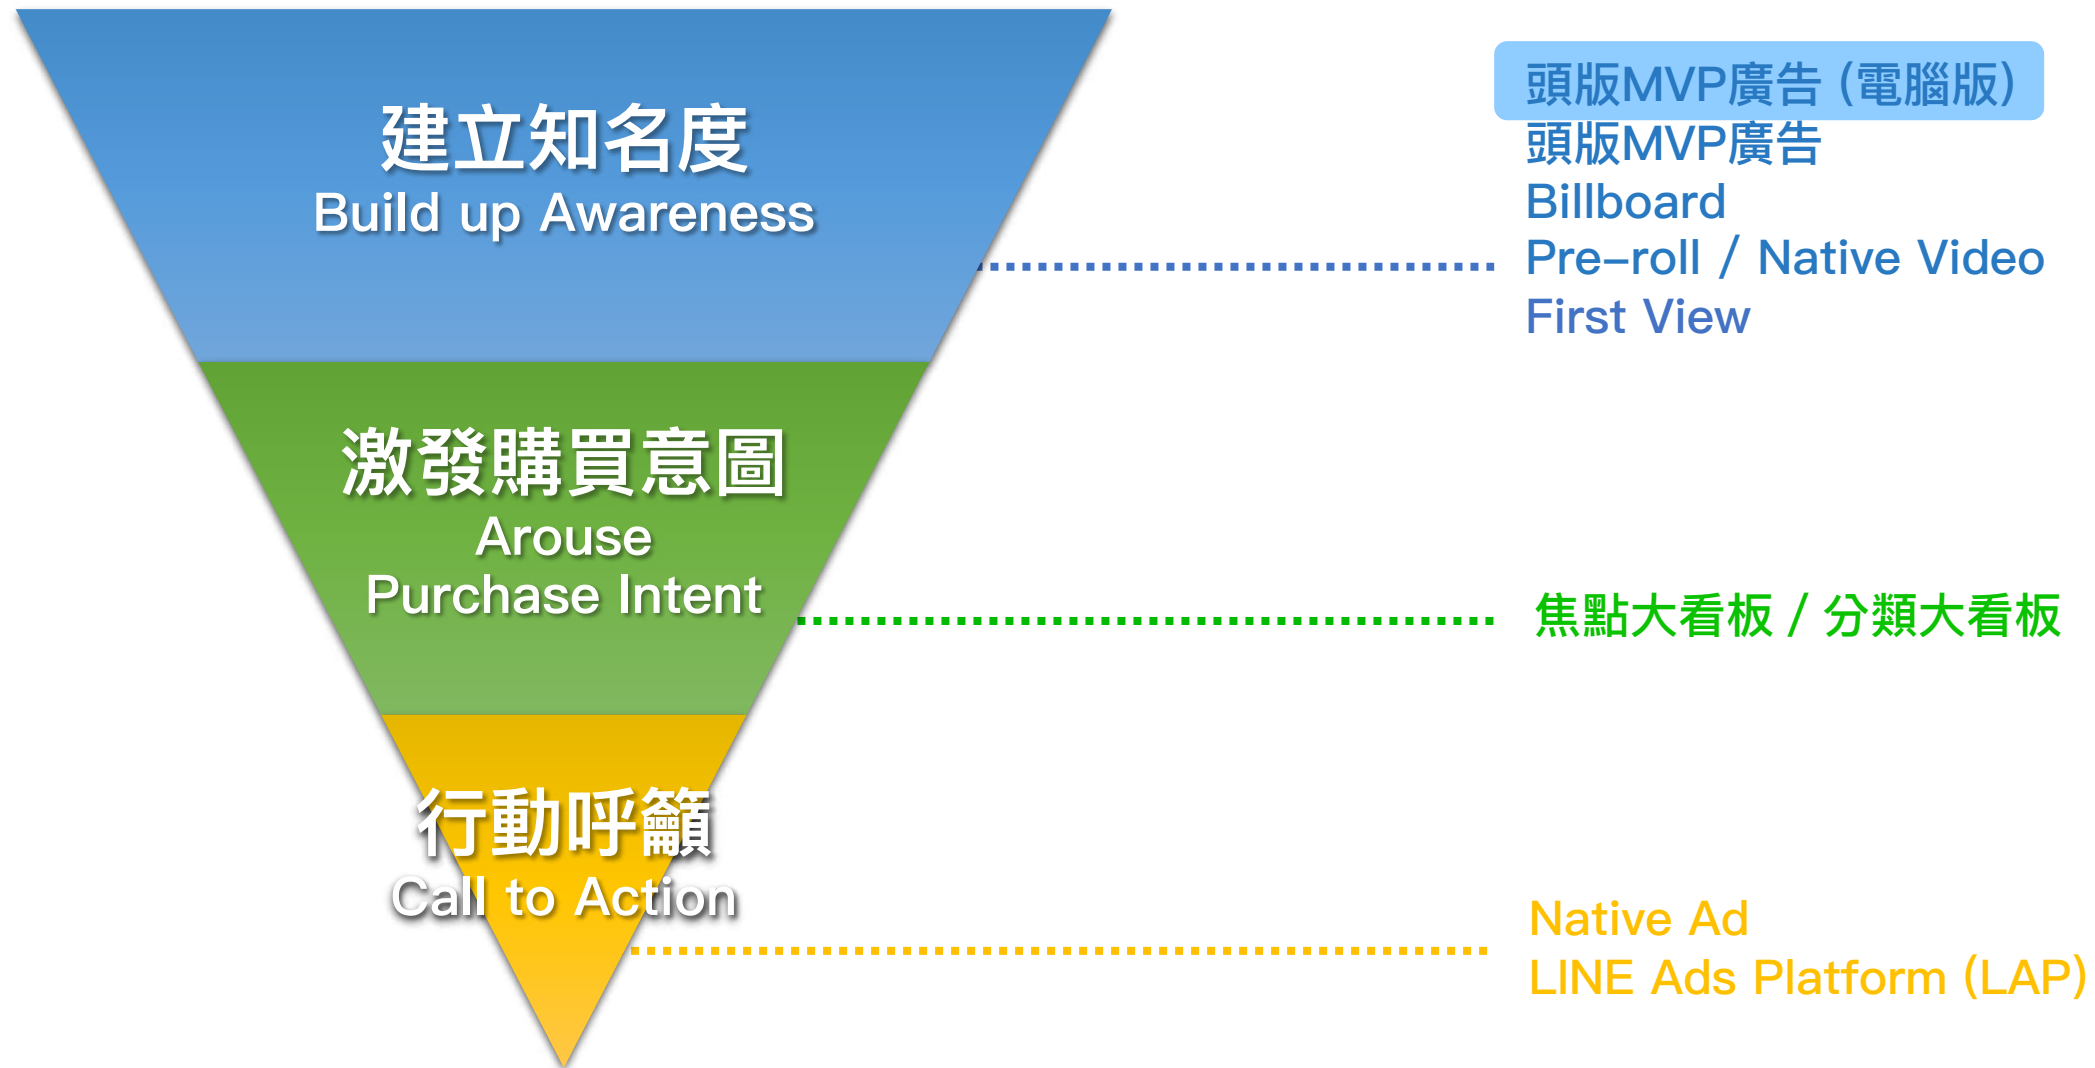 建立知名度
Build up Awareness
頭版MVP廣告 (電腦版)
頭版MVP廣告
Billboard
Pre-roll / Native Video
First View
激發購買意圖
Arouse
Purchase Intent
焦點大看板 / 分類大看板
行動呼籲
Call to Action
Native Ad
LINE Ads Platform (LAP)